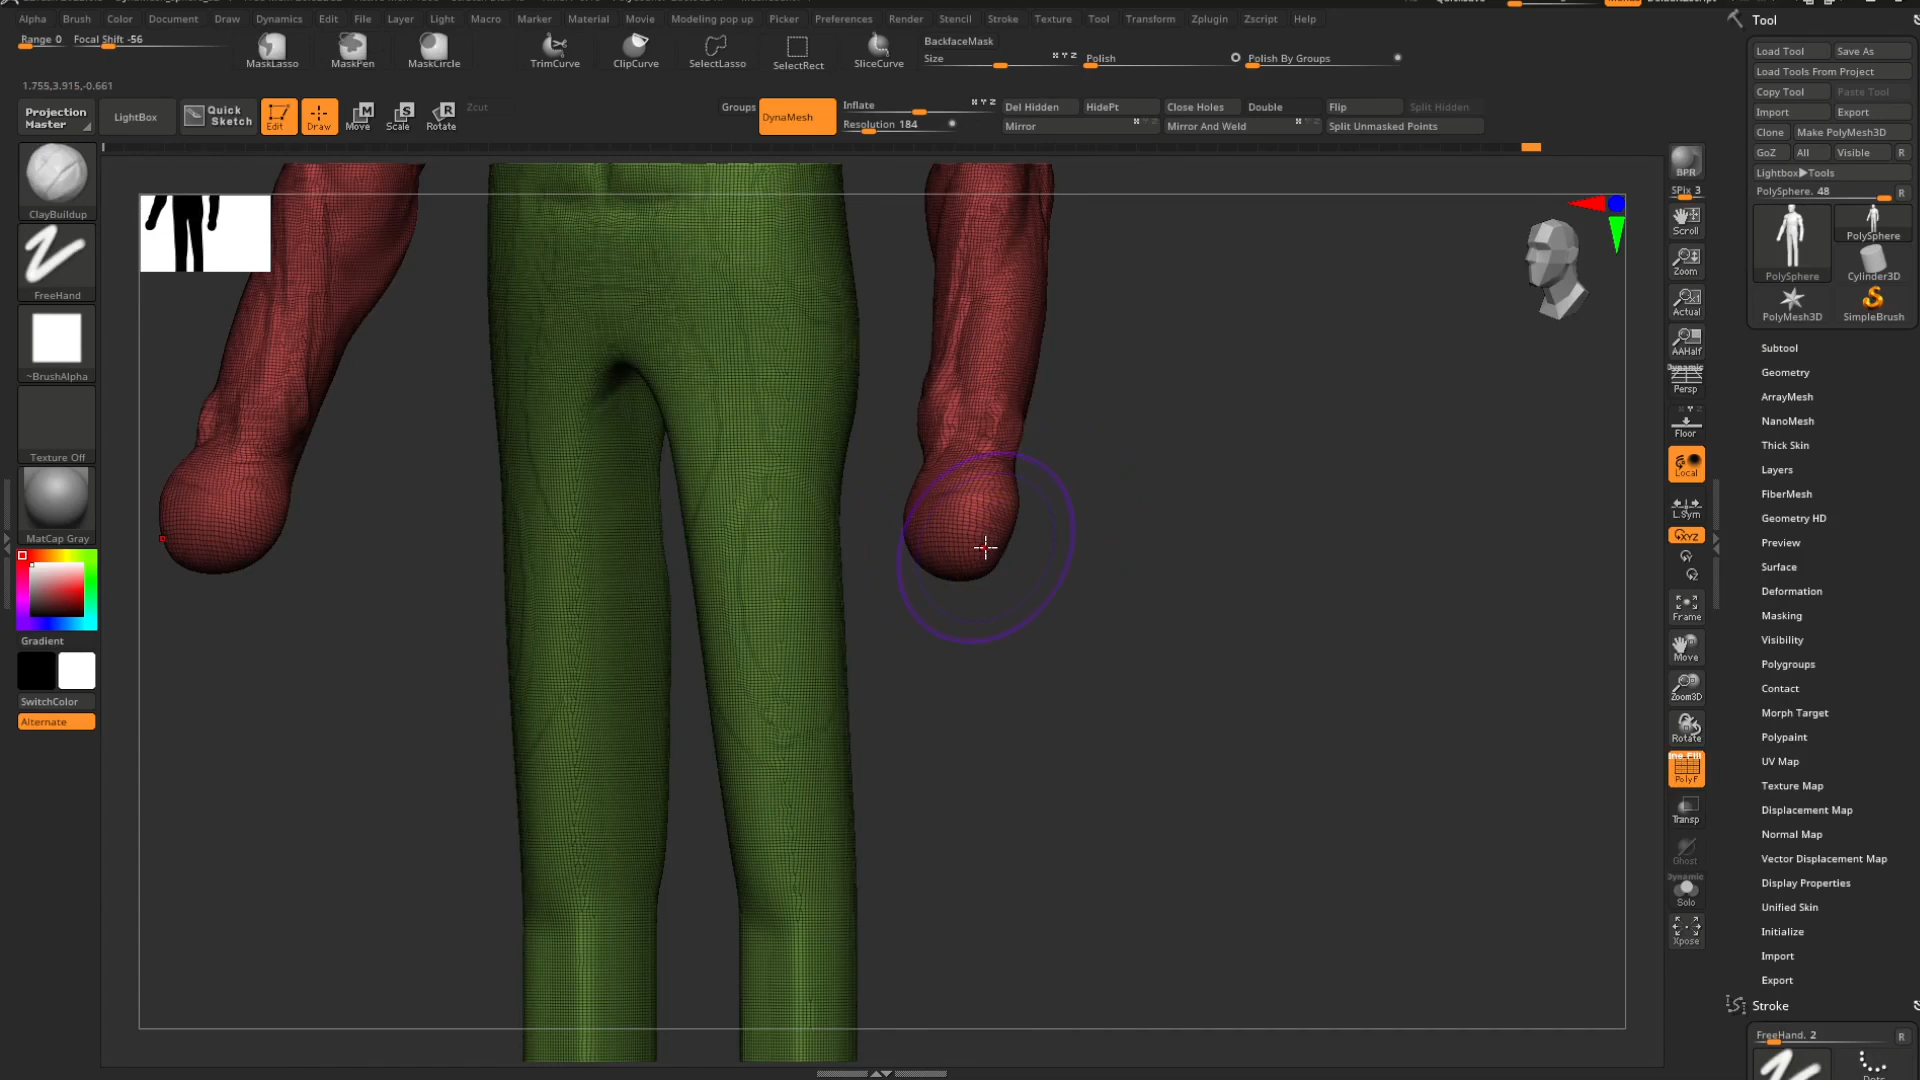 Alpha Brush Color Document Draw Dynamics Edit File Layer Light Macro Marker Material Movie Modeling pop up Picker Preferences Render Stencil Stroke Texture Tool Transform Zplugin Zscript Help
Range 0 Focal Shift -56
MaskLasso MaskPen MaskCircle TrimCurve ClipCurve SelectLasso SelectRect SliceCurve
BackfaceMask
Size Polish Polish By Groups
1.755,3.915,-0.661
Projection Master
LightBox
Quick Sketch
Edit Draw Move Scale Rotate
Zcut
Groups
DynaMesh
Inflate
Resolution 184
Del Hidden HidePt Close Holes Double Flip Split Hidden
Mirror Mirror And Weld Split Unmasked Points
ClayBuildup
FreeHand
~BrushAlpha
Texture Off
MatCap Gray
Gradient
SwitchColor
Alternate
BPR
SPix 3
Scroll
Zoom
Actual
AAHalf
Dynamic
Persp
Floor
Local
L.Sym
XYZ
Frame
Move
Zoom3D
Rotate
PolyF
Transp
Ghost
Dynamic
Solo
Xpose
Tool
Load Tool Save As
Load Tools From Project
Copy Tool Paste Tool
Import Export
Clone Make PolyMesh3D
GoZ All Visible R
Lightbox▶Tools
PolySphere. 48 R
PolySphere
PolySphere
Cylinder3D
PolyMesh3D
SimpleBrush
Subtool
Geometry
ArrayMesh
NanoMesh
Thick Skin
Layers
FiberMesh
Geometry HD
Preview
Surface
Deformation
Masking
Visibility
Polygroups
Contact
Morph Target
Polypaint
UV Map
Texture Map
Displacement Map
Normal Map
Vector Displacement Map
Display Properties
Unified Skin
Initialize
Import
Export
Stroke
FreeHand. 2 R